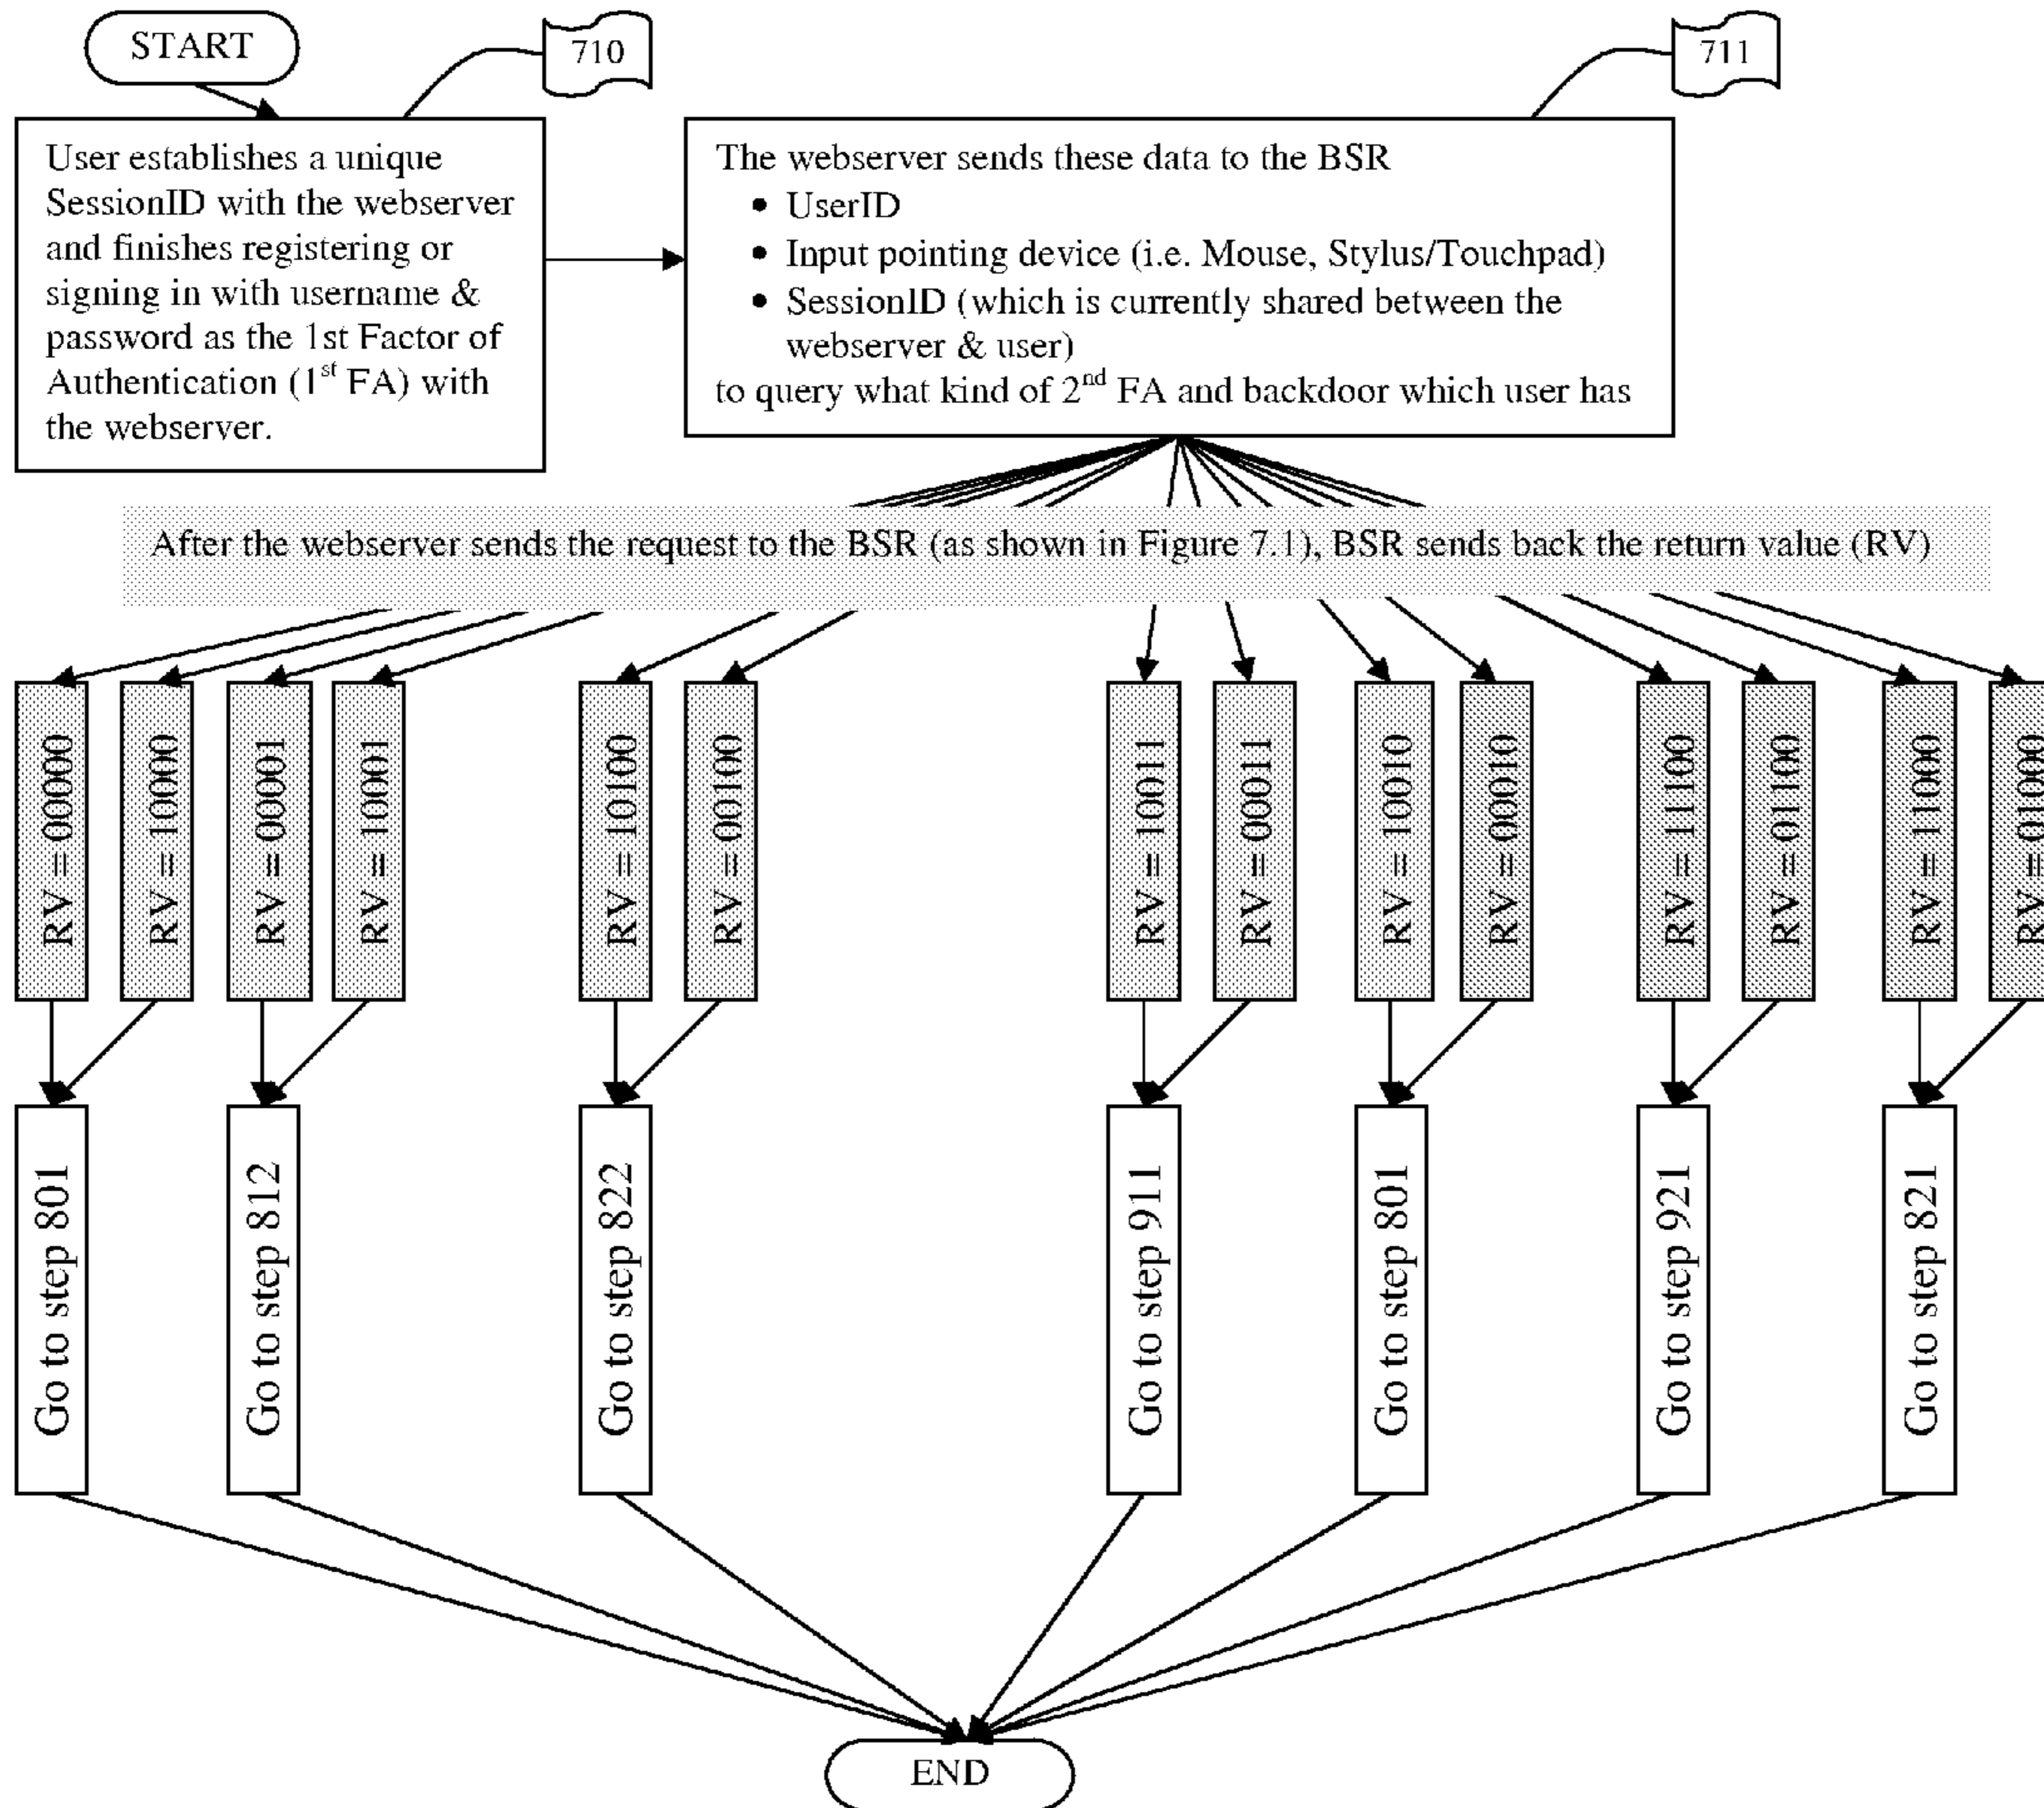 START
710
711
User establishes a unique
SessionID with the webserver
and finishes registering or
signing in with username &
password as the 1st Factor of
Authentication (1st FA) with
the webserver.
The webserver sends these data to the BSR
• UserID
• Input pointing device (i.e. Mouse, Stylus/Touchpad)
• SessionID (which is currently shared between the
webserver & user)
to query what kind of 2nd FA and backdoor which user has
After the webserver sends the request to the BSR (as shown in Figure 7.1), BSR sends back the return value (RV)
RV = 00000
RV = 10000
RV = 00001
RV = 10001
RV = 10100
RV = 00100
RV = 10011
RV = 00011
RV = 10010
RV = 00010
RV = 11100
RV = 01100
RV = 11000
RV = 01000
Go to step 801
Go to step 812
Go to step 822
Go to step 911
Go to step 801
Go to step 921
Go to step 821
END